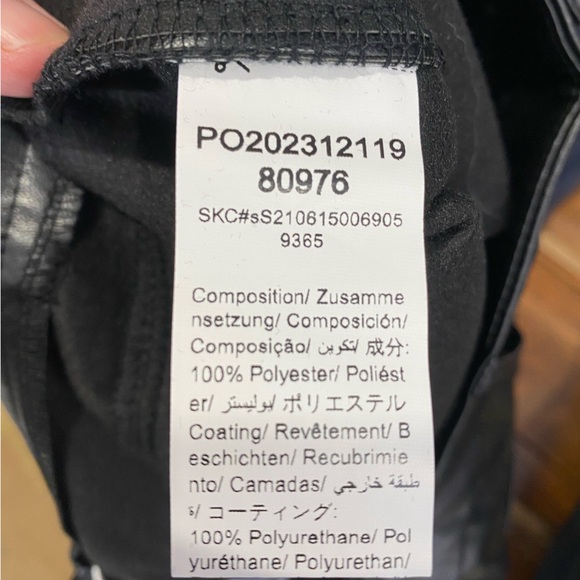 PO202312119
80976
SKC#sS210615006905
9365
Composition/ Zusamme
nsetzung/ Composición/
Composição/ تكوين/ 成分:
100% Polyester/ Poliést
er/ بوليستر/ ポリエステル
Coating/ Revêtement/ B
eschichten/ Recubrimie
nto/ Camadas/ طبقة خارجي
ة/ コーティング:
100% Polyurethane/ Pol
yuréthane/ Polyurethan/